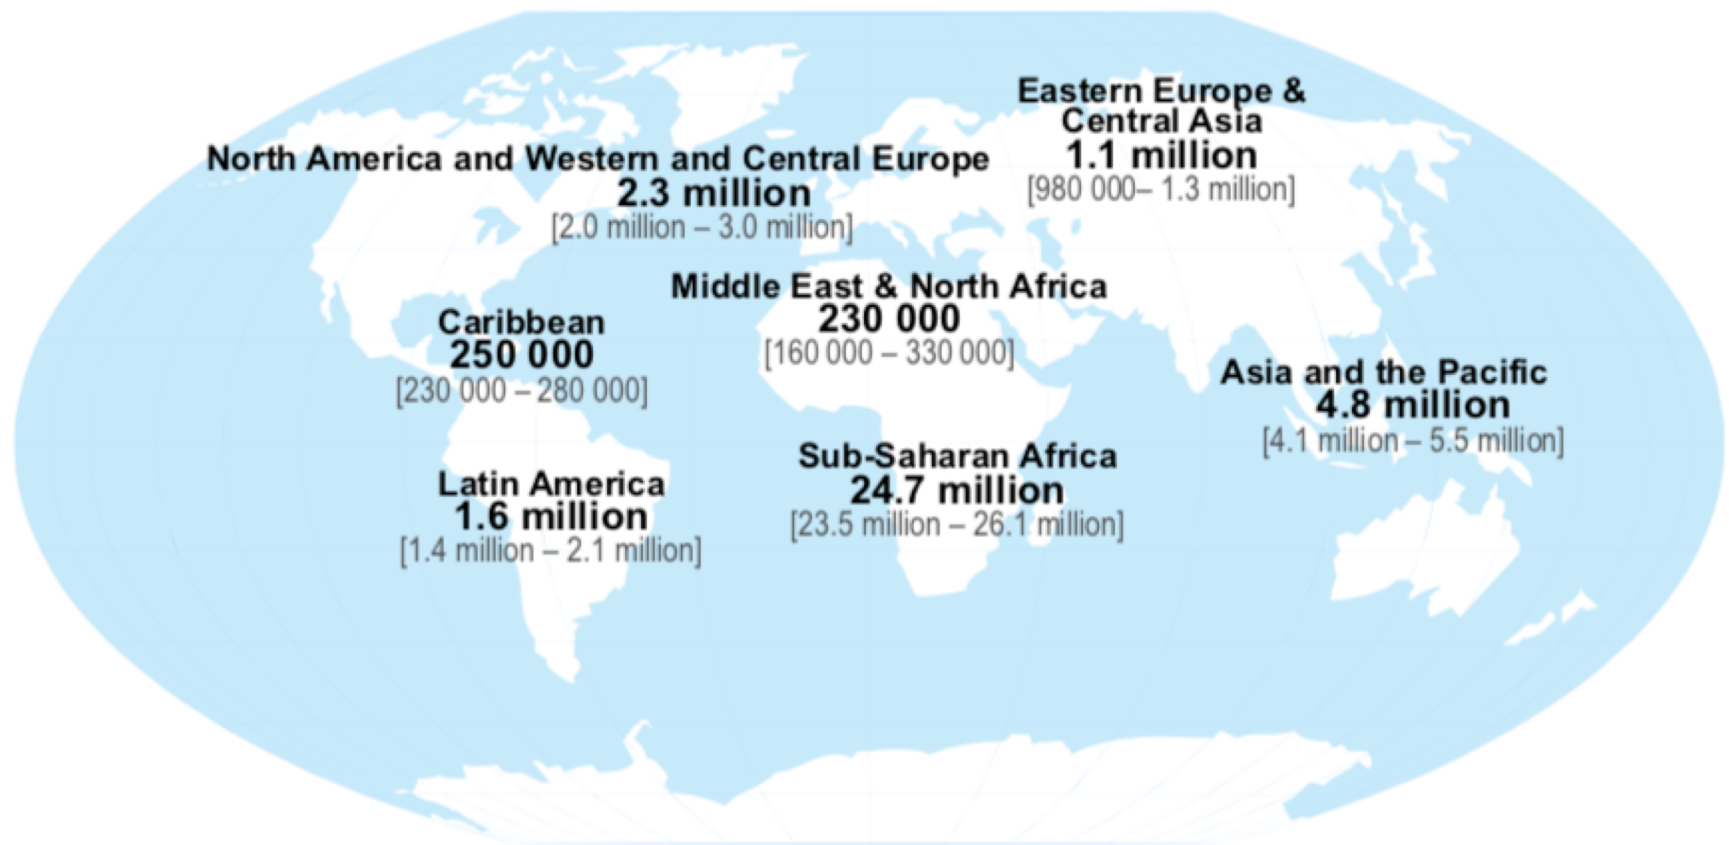 Eastern Europe &
Central Asia
1.1 million
[980 000– 1.3 million]
North America and Western and Central Europe
2.3 million
[2.0 million – 3.0 million]
Middle East & North Africa
230 000
[160 000 – 330 000]
Caribbean
250 000
[230 000 – 280 000]
Asia and the Pacific
4.8 million
[4.1 million – 5.5 million]
Sub-Saharan Africa
24.7 million
[23.5 million – 26.1 million]
Latin America
1.6 million
[1.4 million – 2.1 million]